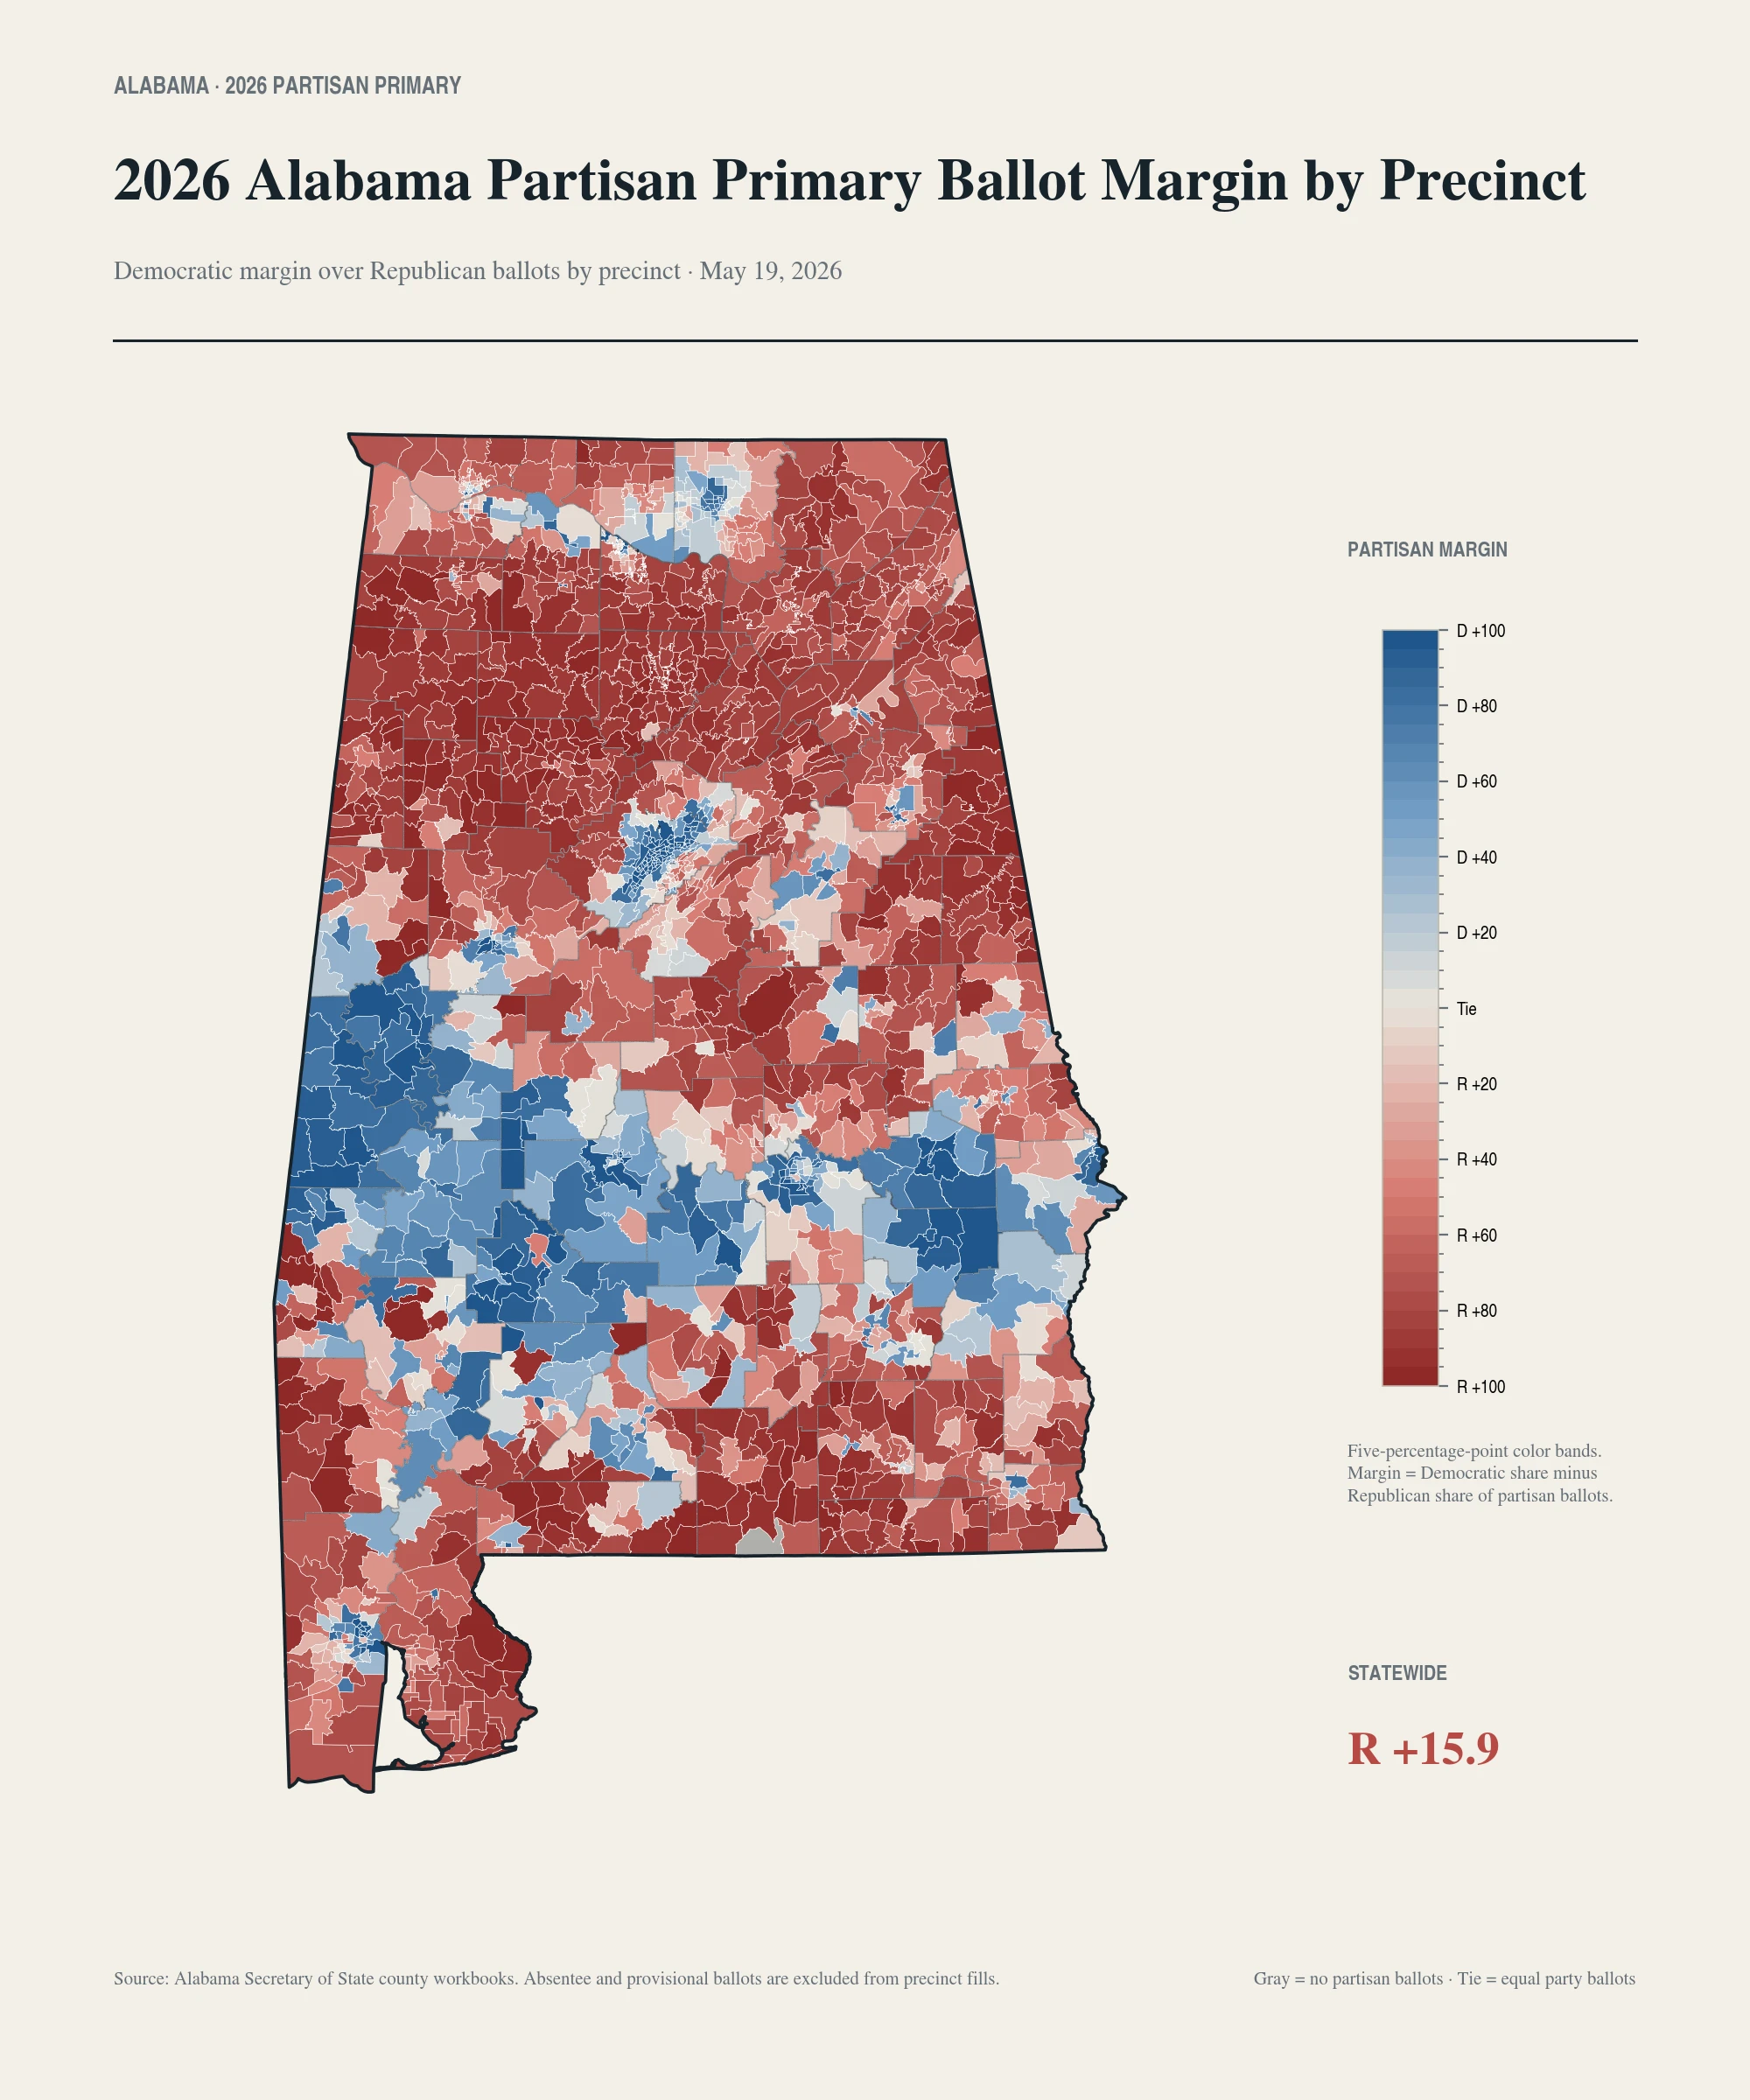 ALABAMA · 2026 PARTISAN PRIMARY
2026 Alabama Partisan Primary Ballot Margin by Precinct
Democratic margin over Republican ballots by precinct · May 19, 2026
PARTISAN MARGIN
D +100
D +80
D +60
D +40
D +20
Tie
R +20
R +40
R +60
R +80
R +100
Five-percentage-point color bands.
Margin = Democratic share minus
Republican share of partisan ballots.
STATEWIDE
R +15.9
Source: Alabama Secretary of State county workbooks. Absentee and provisional ballots are excluded from precinct fills.
Gray = no partisan ballots · Tie = equal party ballots